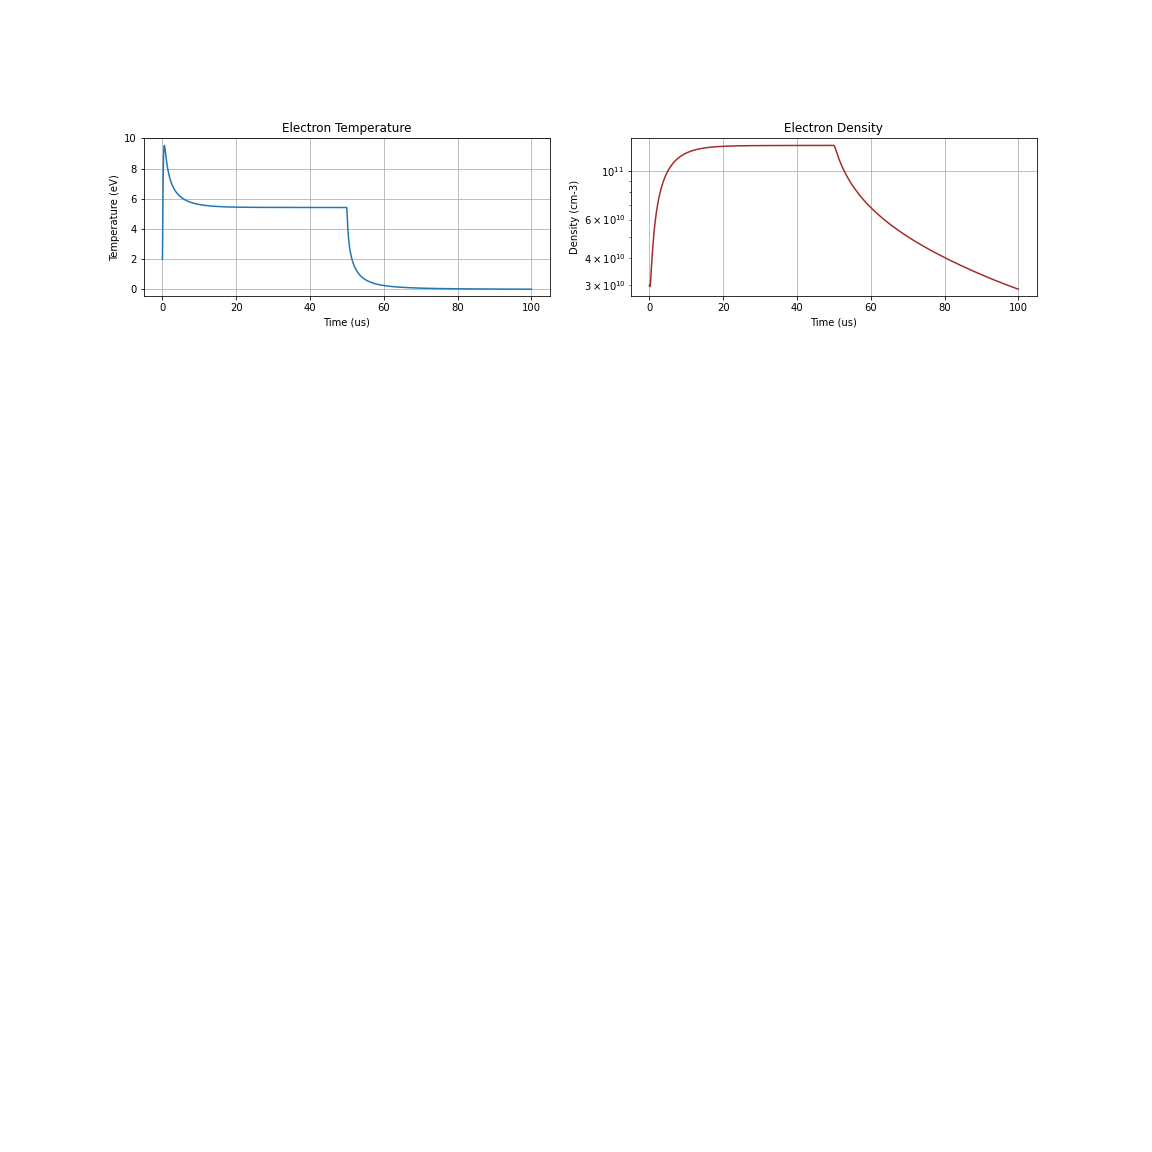 Electron Temperature
Temperature (eV)
10
8
6
4
2
0
0 20 40 60 80 100
Time (us)
Electron Density
Density (cm-3)
10¹¹
6 × 10¹⁰
4 × 10¹⁰
3 × 10¹⁰
0 20 40 60 80 100
Time (us)